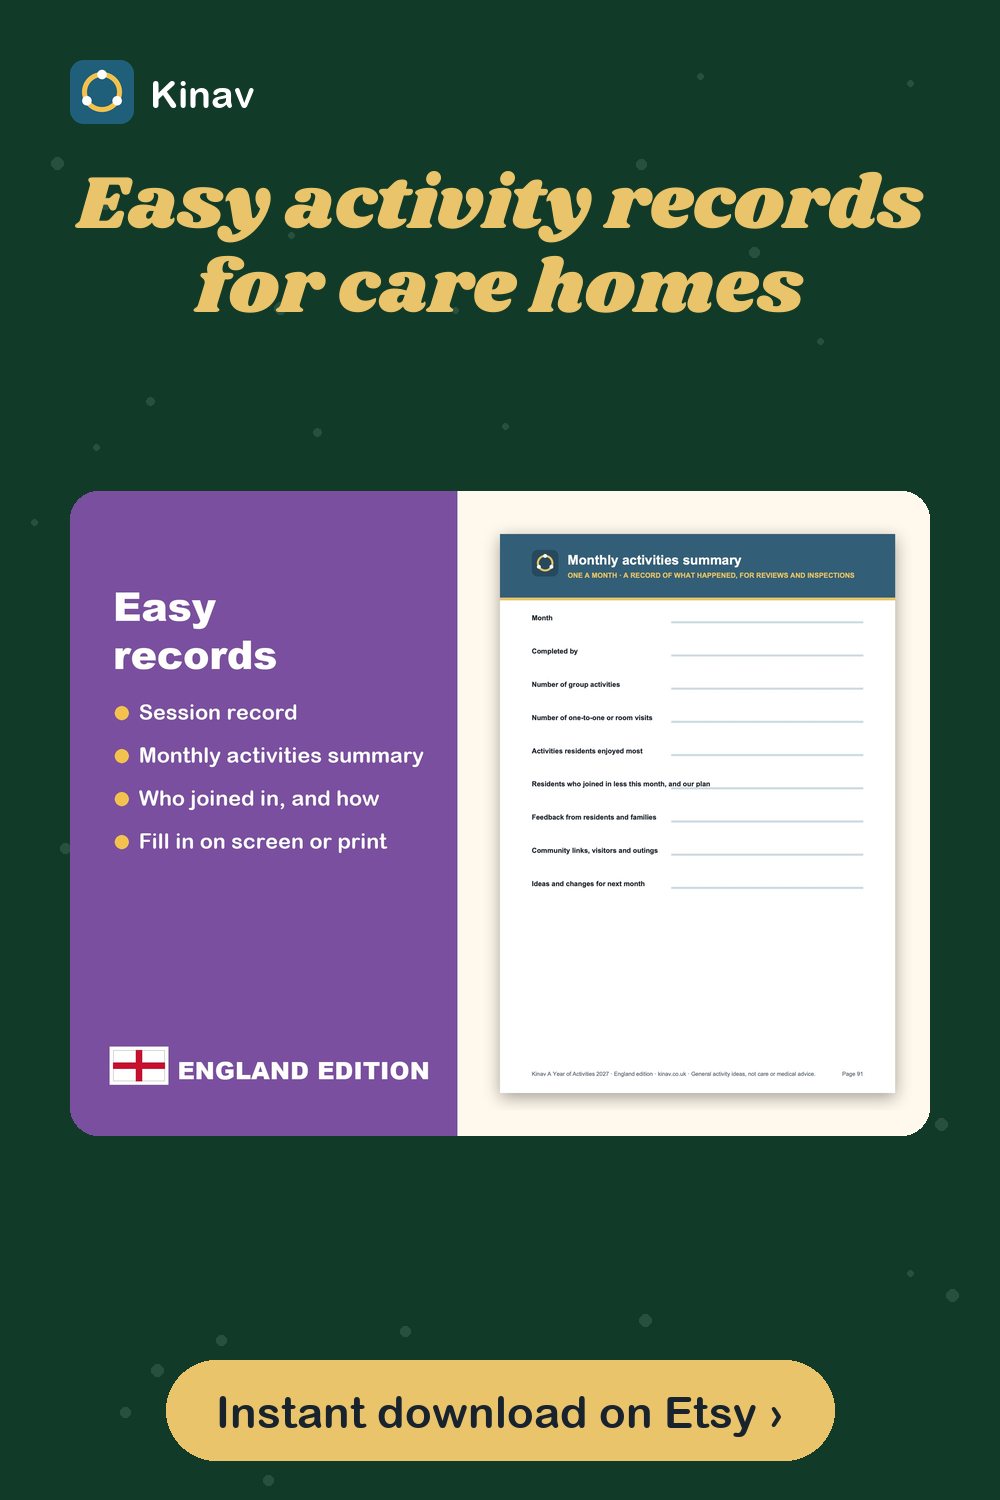 Kinav
Easy activity records
for care homes
Easy
records
Session record
Monthly activities summary
Who joined in, and how
Fill in on screen or print
ENGLAND EDITION
Monthly activities summary
ONE A MONTH · A RECORD OF WHAT HAPPENED, FOR REVIEWS AND INSPECTIONS
Month
Completed by
Number of group activities
Number of one-to-one or room visits
Activities residents enjoyed most
Residents who joined in less this month, and our plan
Feedback from residents and families
Community links, visitors and outings
Ideas and changes for next month
Kinav A Year of Activities 2027 · England edition · kinav.co.uk · General activity ideas, not care or medical advice. Page 91
Instant download on Etsy ›